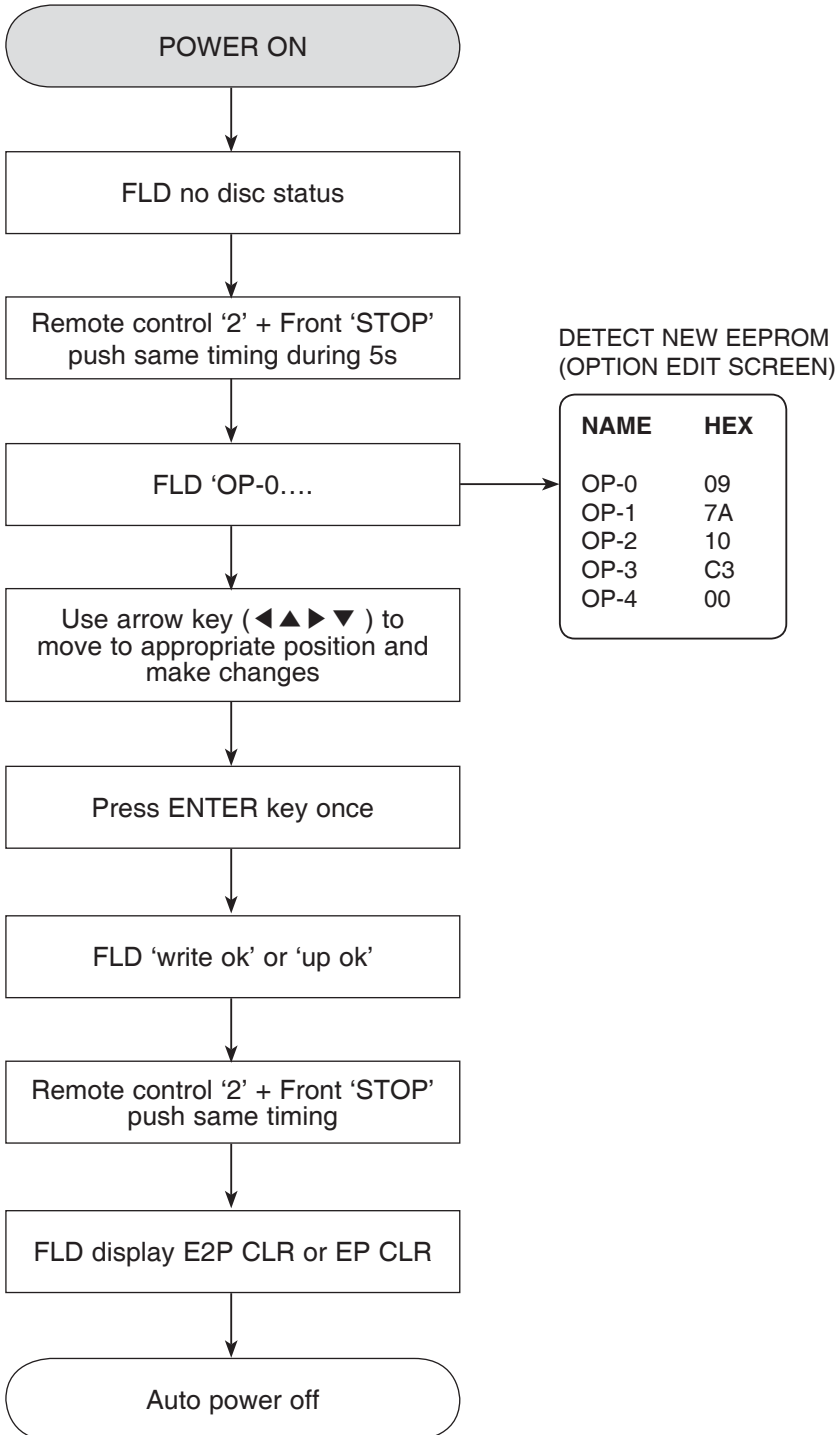 POWER ON
FLD no disc status
Remote control ‘2’ + Front ‘STOP’
push same timing during 5s
FLD ‘OP-0….
DETECT NEW EEPROM
(OPTION EDIT SCREEN)
NAME HEX
OP-0 09
OP-1 7A
OP-2 10
OP-3 C3
OP-4 00
Use arrow key ( ◀ ▲ ▶ ▼ ) to
move to appropriate position and
make changes
Press ENTER key once
FLD ‘write ok’ or ‘up ok’
Remote control ‘2’ + Front ‘STOP’
push same timing
FLD display E2P CLR or EP CLR
Auto power off